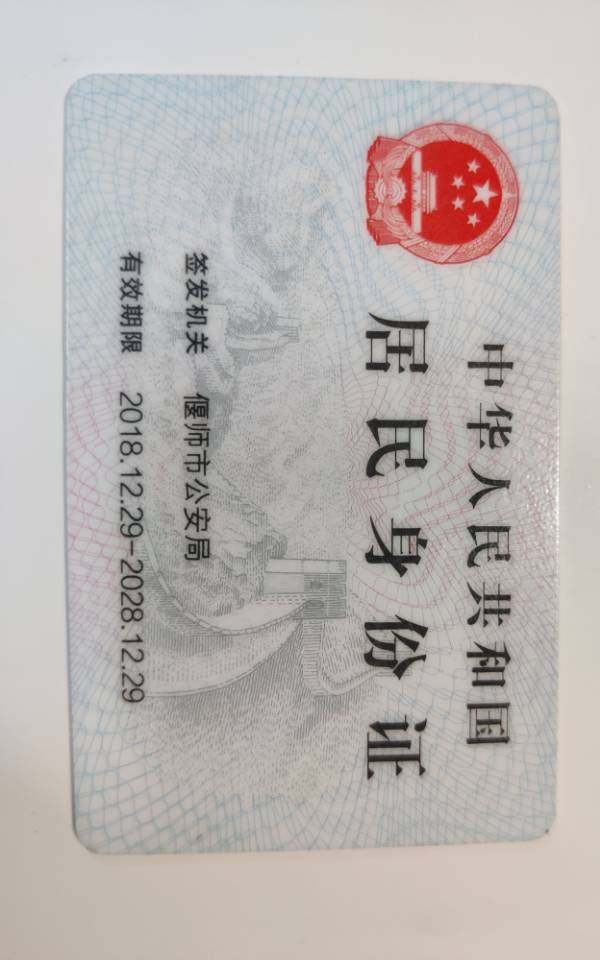 中华人民共和国
居民身份证
签发机关 偃师市公安局
有效期限 2018.12.29-2028.12.29